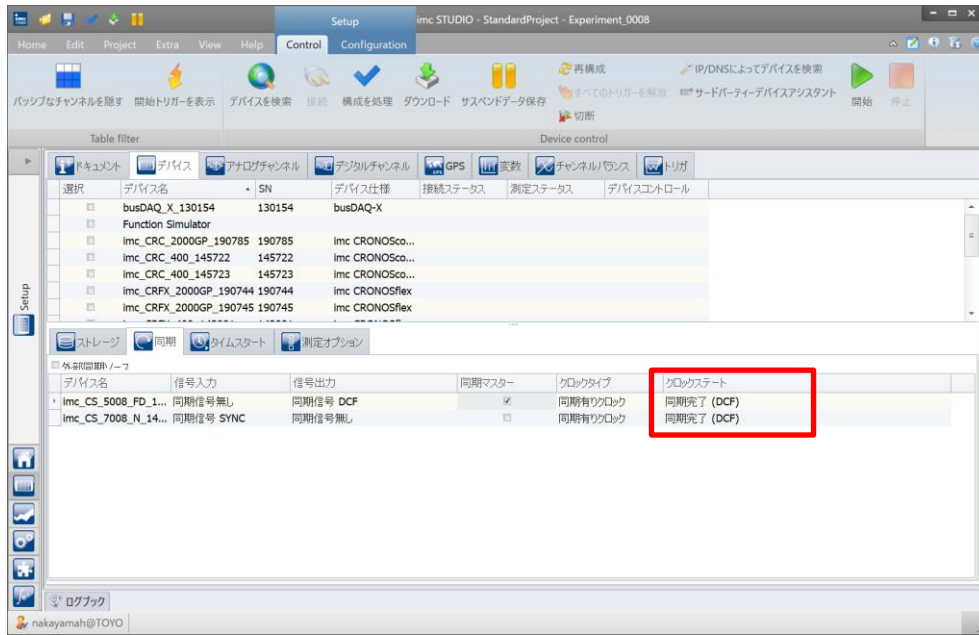 Setup
imc STUDIO - StandardProject - Experiment_0008
Home Edit Project Extra View Help Control Configuration
パッシブなチャンネルを隠す 開始トリガーを表示 デバイスを検索 接続 構成を処理 ダウンロード サスペンドデータ保存 再構成 すべてのトリガーを解放 切断 IP/DNSによってデバイスを検索 サードパーティーデバイスアシスタント 開始 停止
Table filter Device control
ドキュメント デバイス アナログチャンネル デジタルチャンネル GPS 変数 チャンネルバランス トリガ
選択 デバイス名 SN デバイス仕様 接続ステータス 測定ステータス デバイスコントロール
busDAQ_X_130154 130154 busDAQ-X
Function Simulator
imc_CRC_2000GP_190785 190785 imc CRONOSco...
imc_CRC_400_145722 145722 imc CRONOSco...
imc_CRC_400_145723 145723 imc CRONOSco...
imc_CRFX_2000GP_190744 190744 imc CRONOSflex
imc_CRFX_2000GP_190745 190745 imc CRONOSflex
Setup
ストレージ 同期 タイムスタート 測定オプション
デバイス名 信号入力 信号出力 同期マスター クロックタイプ クロックステート
imc_CS_5008_FD_1... 同期信号無し 同期信号 DCF 同期有りクロック 同期完了 (DCF)
imc_CS_7008_N_14... 同期信号 SYNC 同期信号無し 同期有りクロック 同期完了 (DCF)
ログブック
nakayamah@TOYO